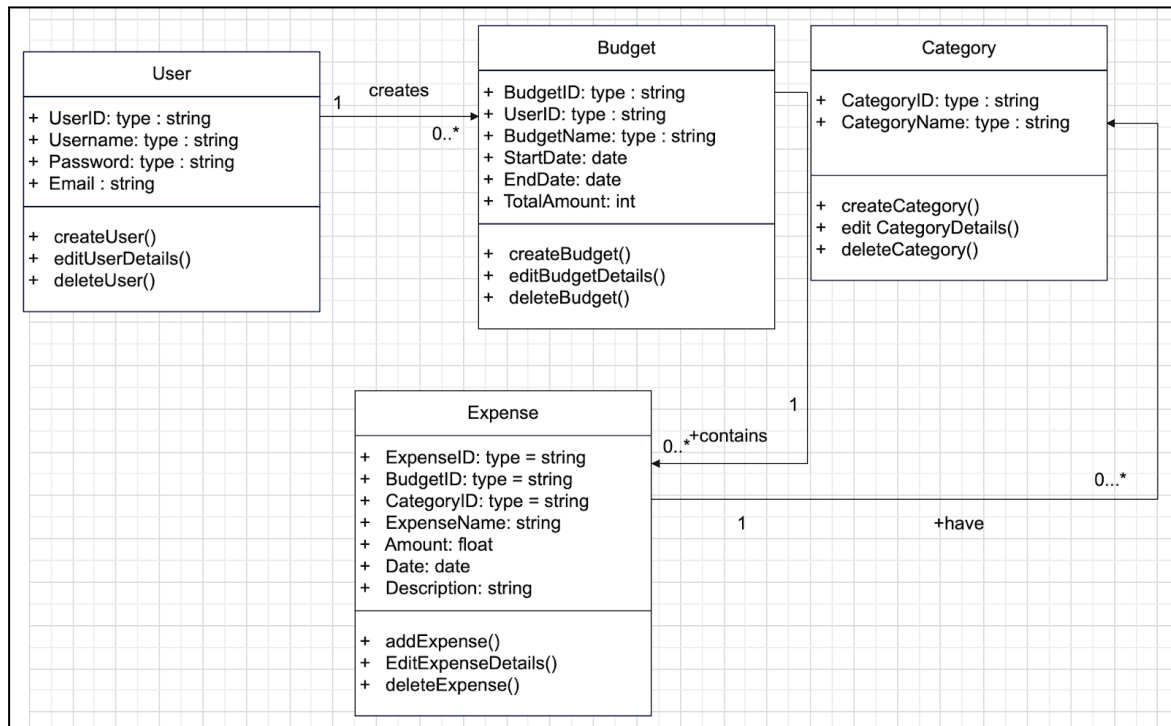 User
+ UserID: type : string
+ Username: type : string
+ Password: type : string
+ Email : string
+ createUser()
+ editUserDetails()
+ deleteUser()
1
creates
0..*
Budget
+ BudgetID: type : string
+ UserID: type : string
+ BudgetName: type : string
+ StartDate: date
+ EndDate: date
+ TotalAmount: int
+ createBudget()
+ editBudgetDetails()
+ deleteBudget()
Category
+ CategoryID: type : string
+ CategoryName: type : string
+ createCategory()
+ edit CategoryDetails()
+ deleteCategory()
1
0..*
+contains
Expense
+ ExpenseID: type = string
+ BudgetID: type = string
+ CategoryID: type = string
+ ExpenseName: string
+ Amount: float
+ Date: date
+ Description: string
+ addExpense()
+ EditExpenseDetails()
+ deleteExpense()
0...*
1
+have